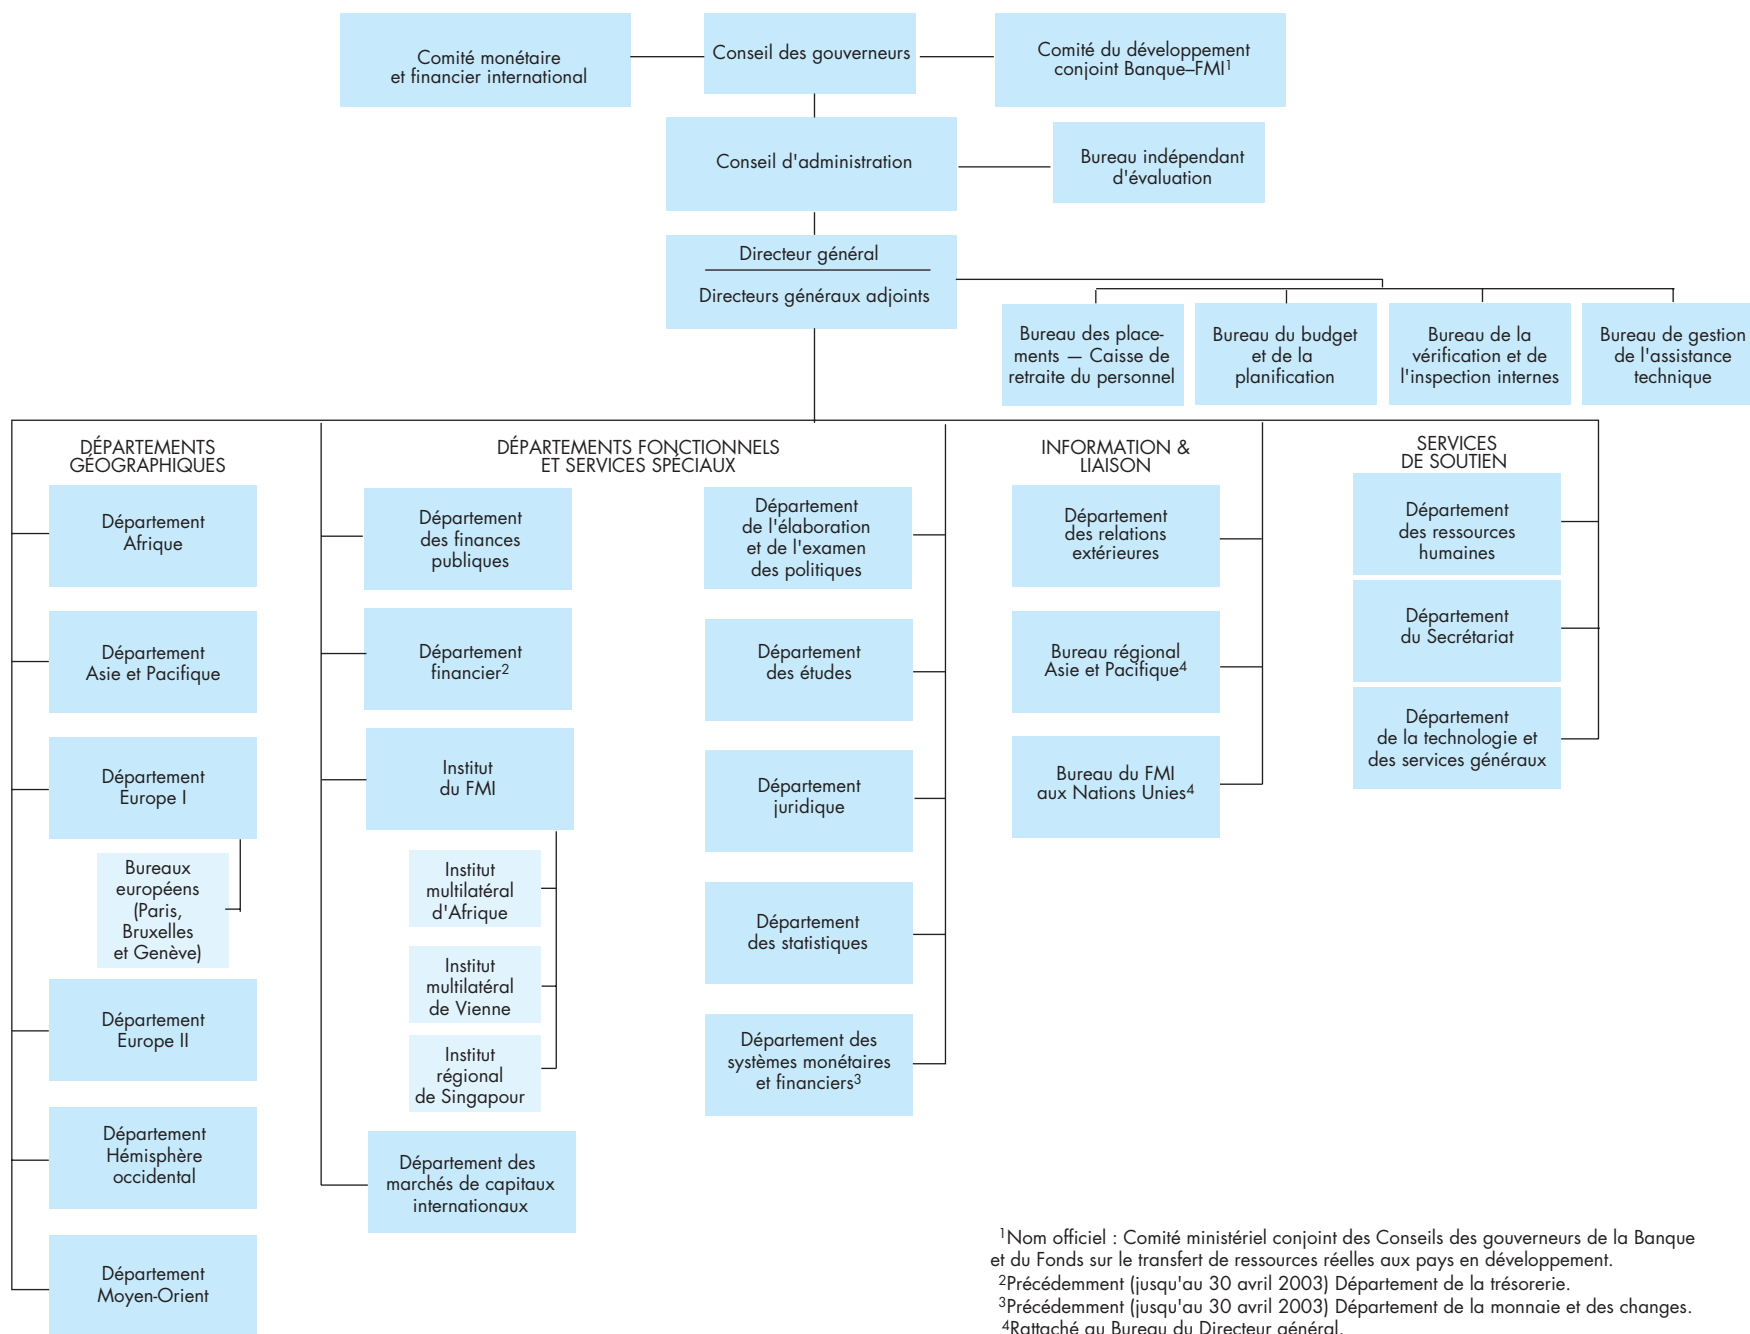 Comité monétaire
et financier international
Conseil des gouverneurs
Comité du développement
conjoint Banque–FMI1
Conseil d'administration
Bureau indépendant
d'évaluation
Directeur général
Directeurs généraux adjoints
Bureau des place-
ments — Caisse de
retraite du personnel
Bureau du budget
et de la
planification
Bureau de la
vérification et de
l'inspection internes
Bureau de gestion
de l'assistance
technique
DÉPARTEMENTS
GÉOGRAPHIQUES
Département
Afrique
Département
Asie et Pacifique
Département
Europe I
Bureaux
européens
(Paris,
Bruxelles
et Genève)
Département
Europe II
Département
Hémisphère
occidental
Département
Moyen-Orient
DÉPARTEMENTS FONCTIONNELS
ET SERVICES SPÉCIAUX
Département
des finances
publiques
Département
financier2
Institut
du FMI
Institut
multilatéral
d'Afrique
Institut
multilatéral
de Vienne
Institut
régional
de Singapour
Département des
marchés de capitaux
internationaux
Département
de l'élaboration
et de l'examen
des politiques
Département
des études
Département
juridique
Département
des statistiques
Département des
systèmes monétaires
et financiers3
INFORMATION &
LIAISON
Département
des relations
extérieures
Bureau régional
Asie et Pacifique4
Bureau du FMI
aux Nations Unies4
SERVICES
DE SOUTIEN
Département
des ressources
humaines
Département
du Secrétariat
Département
de la technologie et
des services généraux
1Nom officiel : Comité ministériel conjoint des Conseils des gouverneurs de la Banque
et du Fonds sur le transfert de ressources réelles aux pays en développement.
2Précédemment (jusqu'au 30 avril 2003) Département de la trésorerie.
3Précédemment (jusqu'au 30 avril 2003) Département de la monnaie et des changes.
4Rattaché au Bureau du Directeur général.